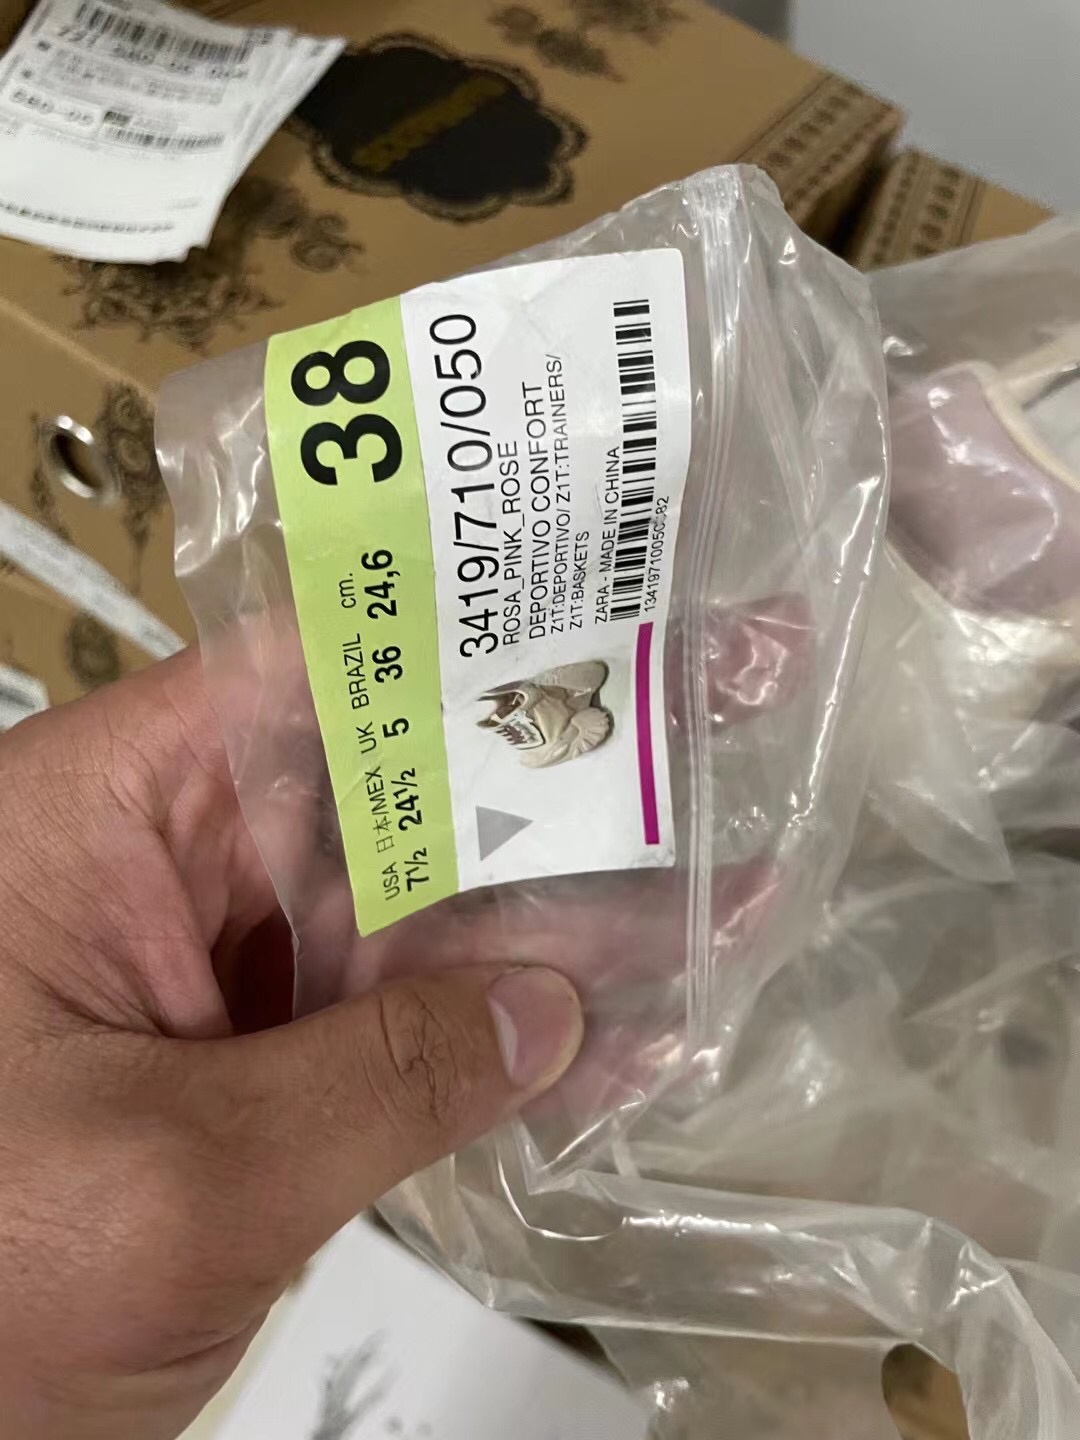 38
USA 日本/MEX UK BRAZIL cm.
7½ 24½ 5 36 24,6
3419/710/050
ROSA_PINK_ROSE
DEPORTIVO CONFORT
Z1T:DEPORTIVO/ Z1T:TRAINERS/
Z1T:BASKETS
ZARA - MADE IN CHINA